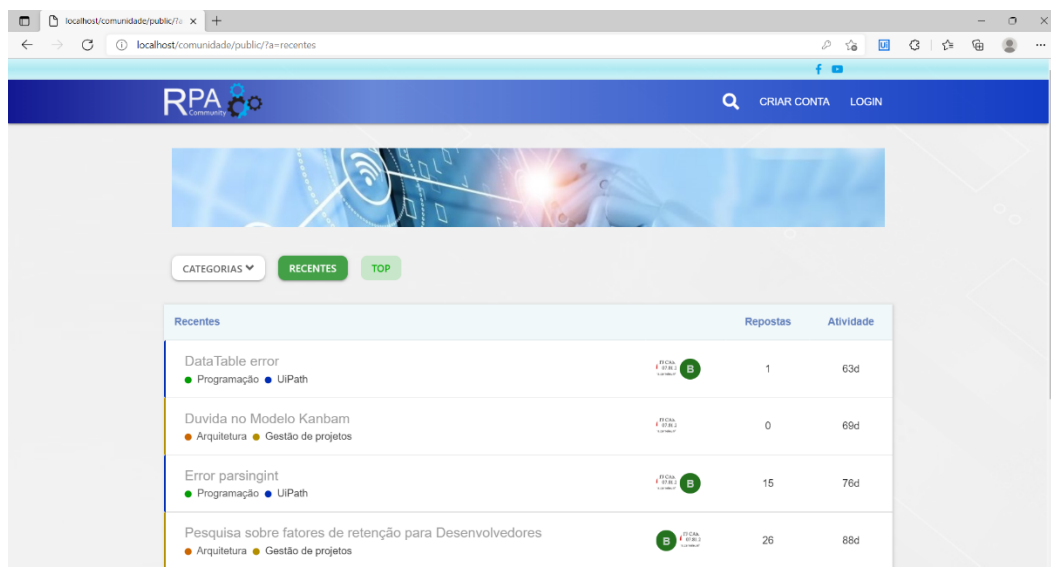 localhost/comunidade/public/?a
localhost/comunidade/public/?a=recentes
RPA
Community
CRIAR CONTA LOGIN
CATEGORIAS RECENTES TOP
Recentes Repostas Atividade
DataTable error
Programação UiPath
B 1 63d
Duvida no Modelo Kanbam
Arquitetura Gestão de projetos
0 69d
Error parsingint
Programação UiPath
B 15 76d
Pesquisa sobre fatores de retenção para Desenvolvedores
Arquitetura Gestão de projetos
B 26 88d